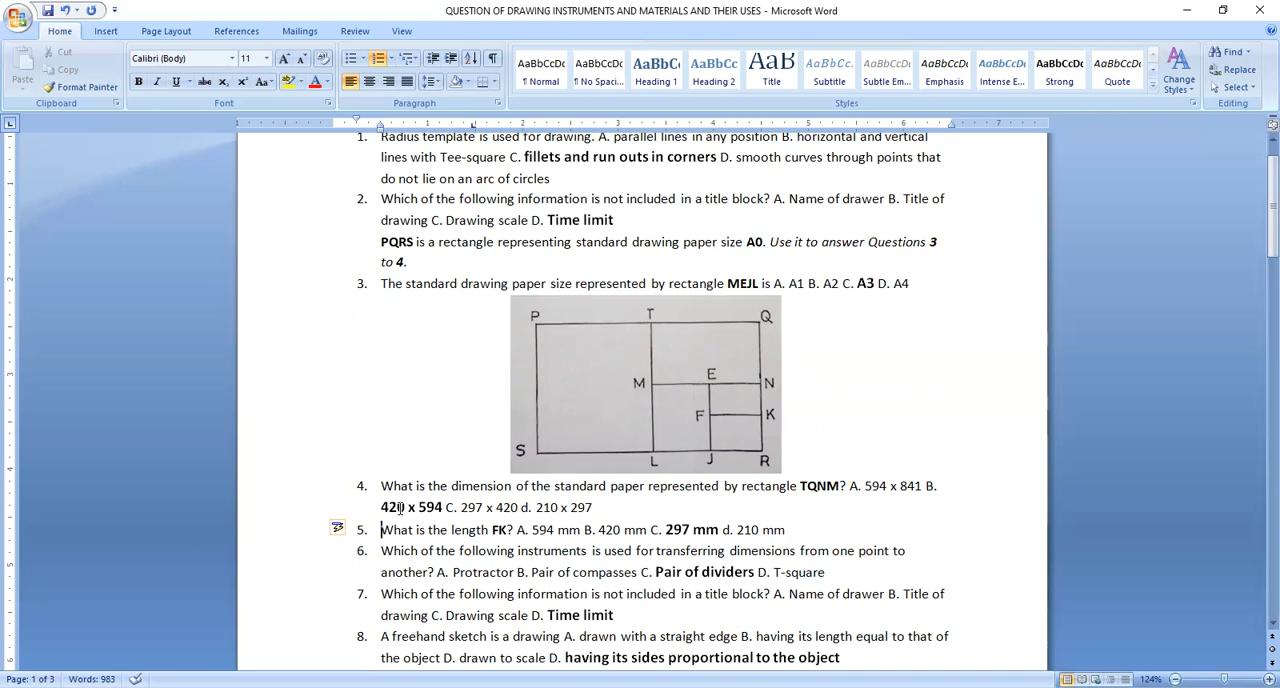 QUESTION OF DRAWING INSTRUMENTS AND MATERIALS AND THEIR USES - Microsoft Word
Home Insert Page Layout References Mailings Review View
Cut
Copy
Format Painter
Paste
Clipboard
Calibri (Body) 11
B I U abc x₂ x² Aa
Font
Paragraph
AaBbCcDc AaBbCcDc AaBbCc AaBbCc AaB AaBbCc. AaBbCcDc AaBbCcDc AaBbCcDc AaBbCcDc AaBbCcDc
¶ Normal ¶ No Spaci... Heading 1 Heading 2 Title Subtitle Subtle Em... Emphasis Intense E... Strong Quote
Styles
Change
Styles
Find
Replace
Select
Editing
1. Radius template is used for drawing. A. parallel lines in any position B. horizontal and vertical
lines with Tee-square C. fillets and run outs in corners D. smooth curves through points that
do not lie on an arc of circles
2. Which of the following information is not included in a title block? A. Name of drawer B. Title of
drawing C. Drawing scale D. Time limit
PQRS is a rectangle representing standard drawing paper size A0. Use it to answer Questions 3
to 4.
3. The standard drawing paper size represented by rectangle MEJL is A. A1 B. A2 C. A3 D. A4
P T Q
M E N
F K
S L J R
4. What is the dimension of the standard paper represented by rectangle TQNM? A. 594 x 841 B.
420 x 594 C. 297 x 420 d. 210 x 297
5. What is the length FK? A. 594 mm B. 420 mm C. 297 mm d. 210 mm
6. Which of the following instruments is used for transferring dimensions from one point to
another? A. Protractor B. Pair of compasses C. Pair of dividers D. T-square
7. Which of the following information is not included in a title block? A. Name of drawer B. Title of
drawing C. Drawing scale D. Time limit
8. A freehand sketch is a drawing A. drawn with a straight edge B. having its length equal to that of
the object D. drawn to scale D. having its sides proportional to the object
Page: 1 of 3 Words: 983 124%